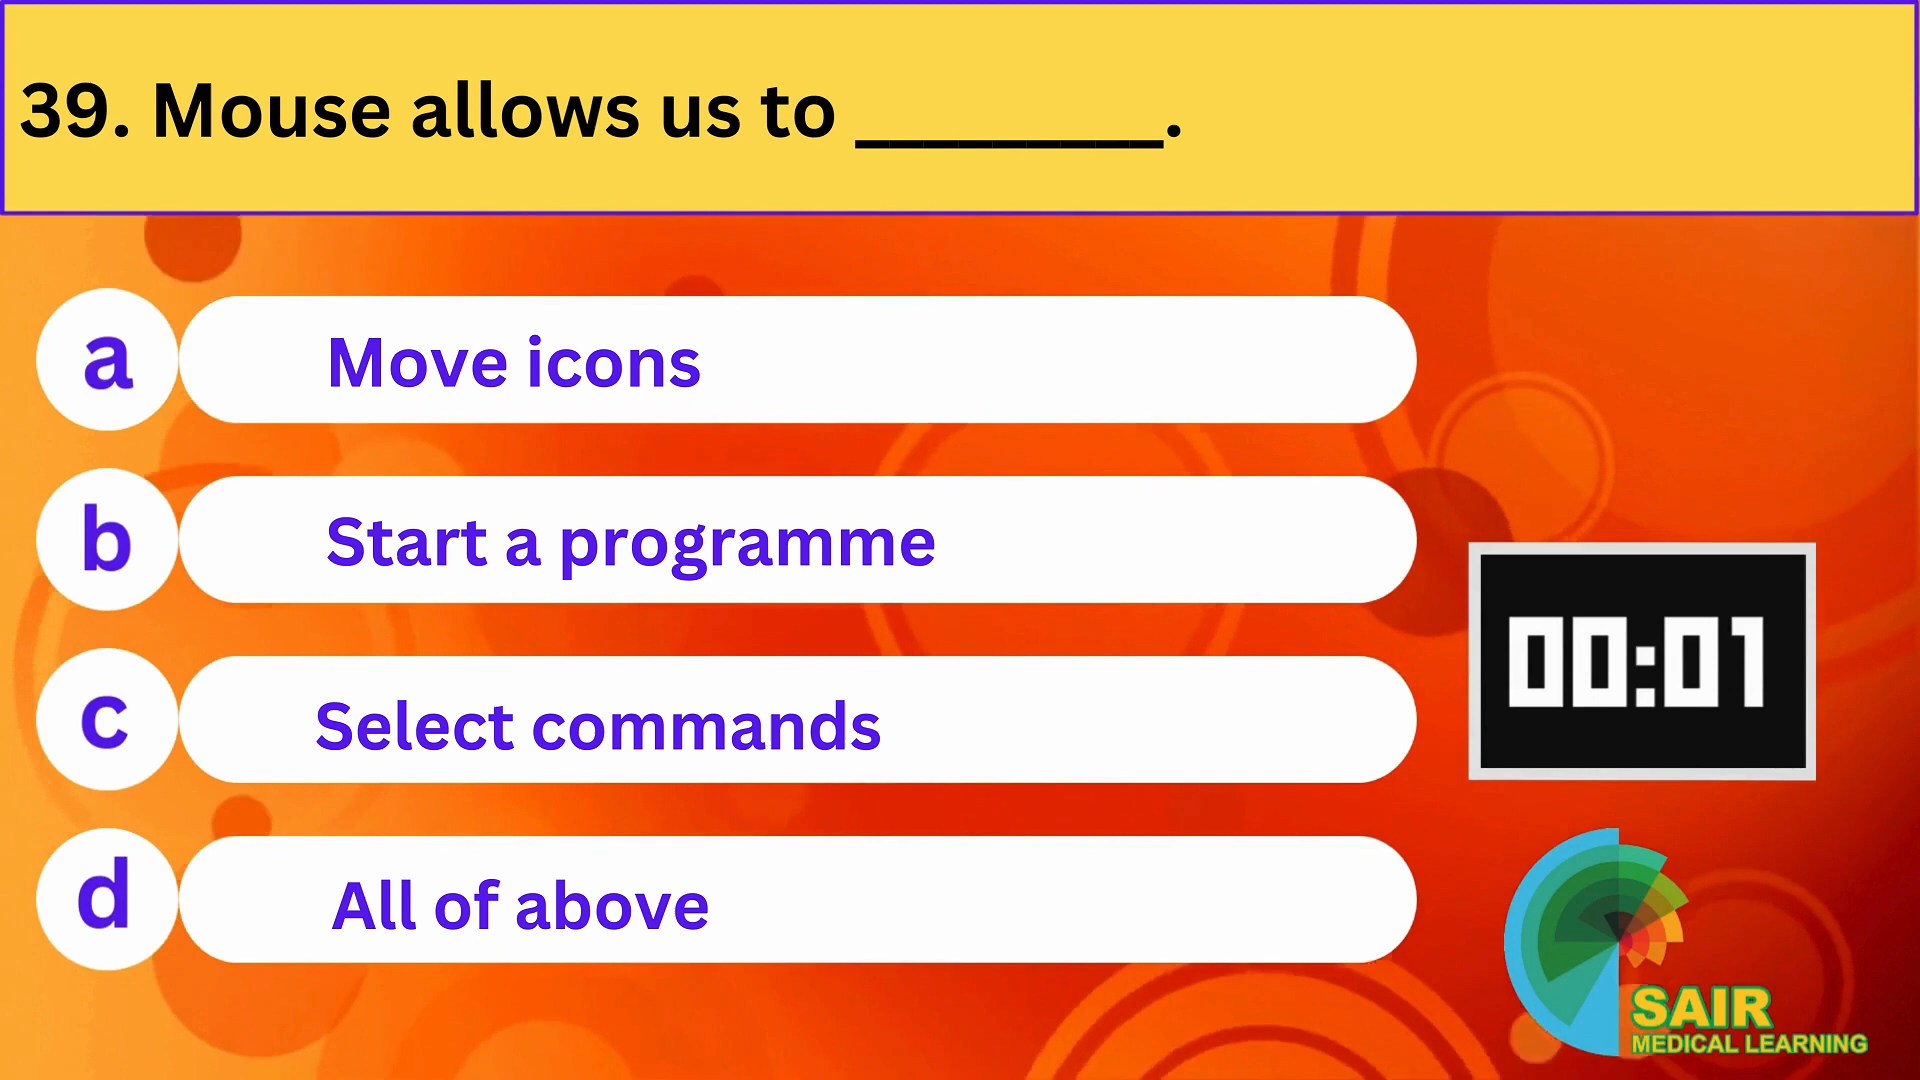 39. Mouse allows us to _________.
a Move icons
b Start a programme
c Select commands
00:01
d All of above
SAIR
MEDICAL LEARNING